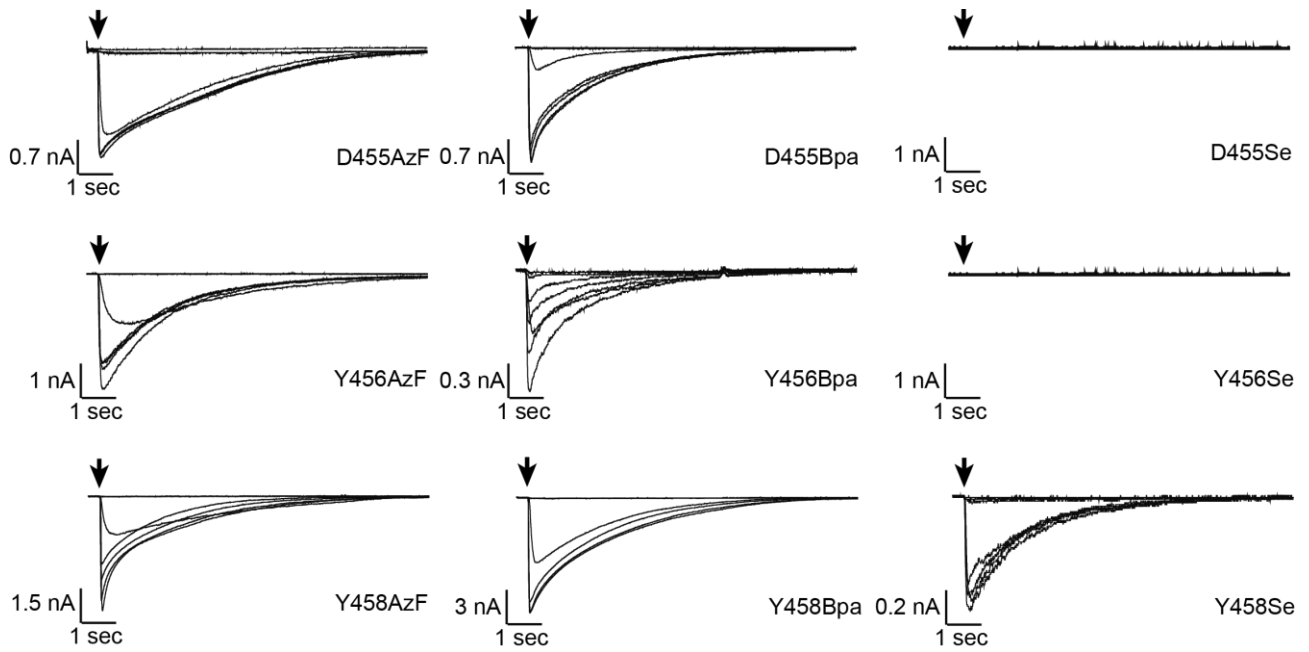 0.7 nA
1 sec
D455AzF
0.7 nA
1 sec
D455Bpa
1 nA
1 sec
D455Se
1 nA
1 sec
Y456AzF
0.3 nA
1 sec
Y456Bpa
1 nA
1 sec
Y456Se
1.5 nA
1 sec
Y458AzF
3 nA
1 sec
Y458Bpa
0.2 nA
1 sec
Y458Se